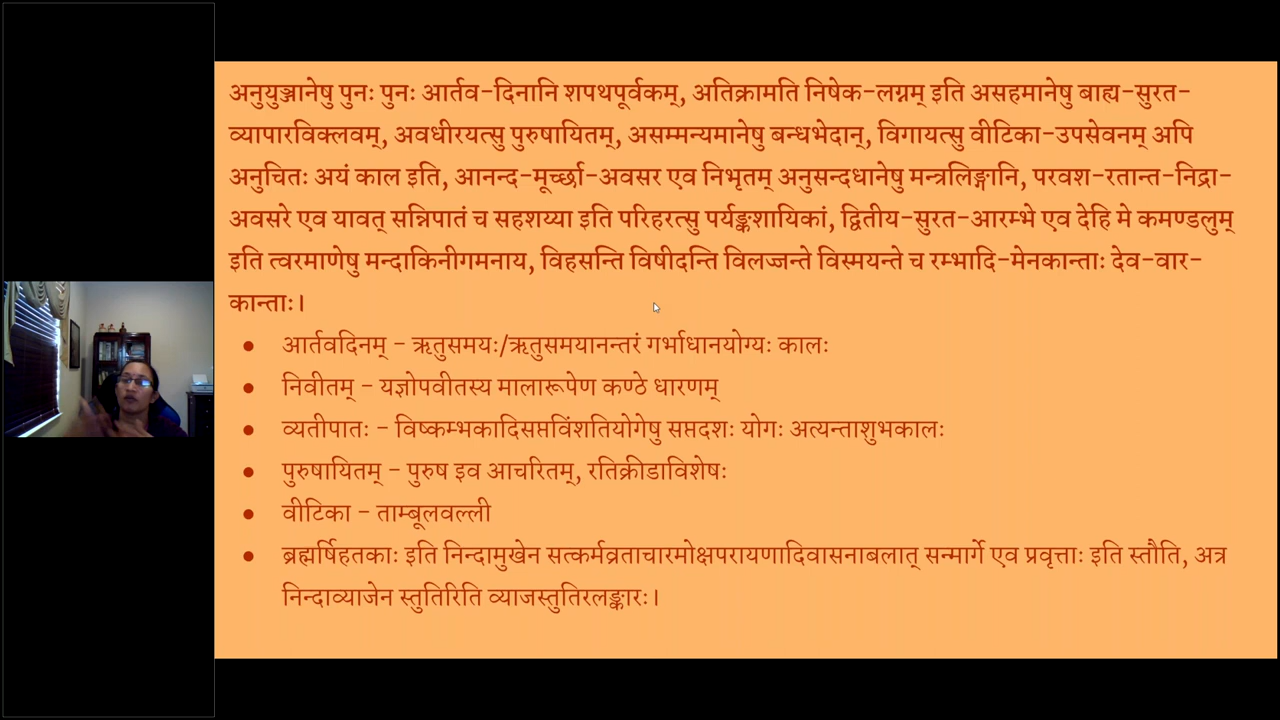 अनुयुञ्जानेषु पुनः पुनः आर्तव-दिनानि शपथपूर्वकम्, अतिक्रामति निषेक-लग्नम् इति असहमानेषु बाह्य-सुरत-
व्यापारविक्लवम्, अवधीरयत्सु पुरुषायितम्, असम्मन्यमानेषु बन्धभेदान्, विगायत्सु वीटिका-उपसेवनम् अपि
अनुचितः अयं काल इति, आनन्द-मूर्च्छा-अवसर एव निभृतम् अनुसन्दधानेषु मन्त्रलिङ्गानि, परवश-रतान्त-निद्रा-
अवसरे एव यावत् सन्निपातं च सहशय्या इति परिहरत्सु पर्यङ्कशायिकां, द्वितीय-सुरत-आरम्भे एव देहि मे कमण्डलुम्
इति त्वरमाणेषु मन्दाकिनीगमनाय, विहसन्ति विषीदन्ति विलज्जन्ते विस्मयन्ते च रम्भादि-मेनकान्ताः देव-वार-
कान्ताः।
● आर्तवदिनम् - ऋतुसमयः/ऋतुसमयानन्तरं गर्भाधानयोग्यः कालः
● निवीतम् - यज्ञोपवीतस्य मालारूपेण कण्ठे धारणम्
● व्यतीपातः - विष्कम्भकादिसप्तविंशतियोगेषु सप्तदशः योगः अत्यन्ताशुभकालः
● पुरुषायितम् - पुरुष इव आचरितम्, रतिक्रीडाविशेषः
● वीटिका - ताम्बूलवल्ली
● ब्रह्मर्षिहतकाः इति निन्दामुखेन सत्कर्मव्रताचारमोक्षपरायणादिवासनाबलात् सन्मार्गे एव प्रवृत्ताः इति स्तौति, अत्र
निन्दाव्याजेन स्तुतिरिति व्याजस्तुतिरलङ्कारः।